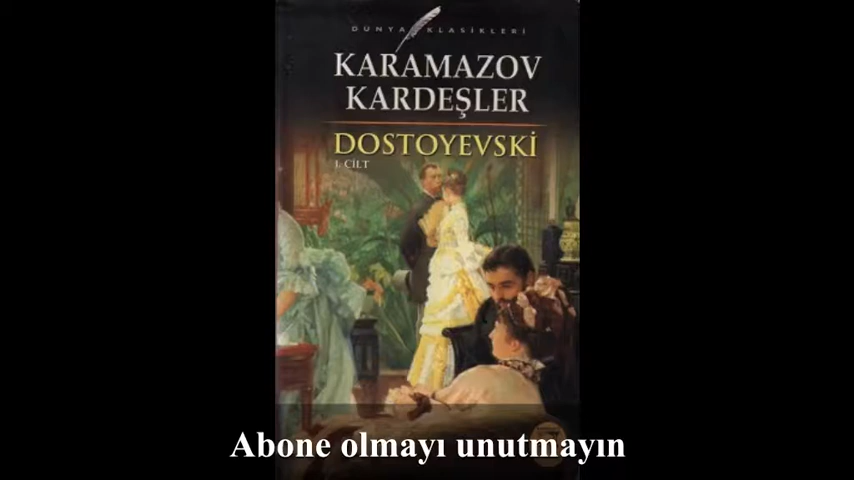 DÜNYA KLASİKLERİ
KARAMAZOV
KARDEŞLER
DOSTOYEVSKİ
1. CİLT
Abone olmayı unutmayın